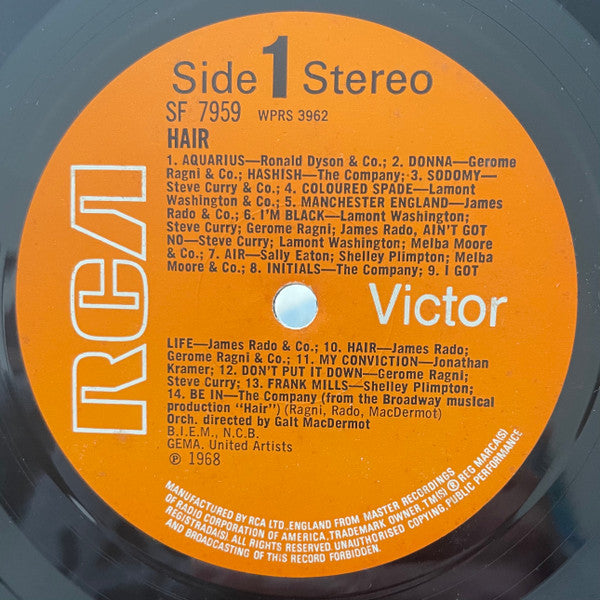 Side 1 Stereo
SF 7959 WPRS 3962
HAIR
1. AQUARIUS—Ronald Dyson & Co.; 2. DONNA—Gerome
Ragni & Co.; HASHISH—The Company; 3. SODOMY—
Steve Curry & Co.; 4. COLOURED SPADE—Lamont
Washington & Co.; 5. MANCHESTER ENGLAND—James
Rado & Co.; 6. I'M BLACK—Lamont Washington;
Steve Curry; Gerome Ragni; James Rado, AIN'T GOT
NO—Steve Curry; Lamont Washington; Melba Moore
& Co.; 7. AIR—Sally Eaton; Shelley Plimpton; Melba
Moore & Co.; 8. INITIALS—The Company; 9. I GOT
RCA
Victor
LIFE—James Rado & Co.; 10. HAIR—James Rado;
Gerome Ragni & Co.; 11. MY CONVICTION—Jonathan
Kramer; 12. DON'T PUT IT DOWN—Gerome Ragni;
Steve Curry; 13. FRANK MILLS—Shelley Plimpton;
14. BE IN—The Company (from the Broadway musical
production "Hair") (Ragni, Rado, MacDermot)
Orch. directed by Galt MacDermot
B.I.E.M., N.C.B.
GEMA. United Artists
℗ 1968
MANUFACTURED BY RCA LTD. ENGLAND FROM MASTER RECORDINGS
OF RADIO CORPORATION OF AMERICA, TRADEMARK OWNER. TM(S) ® REG MARCA(S)
REGISTRADA(S) ALL RIGHTS RESERVED. UNAUTHORISED COPYING, PUBLIC PERFORMANCE
AND BROADCASTING OF THIS RECORD FORBIDDEN.